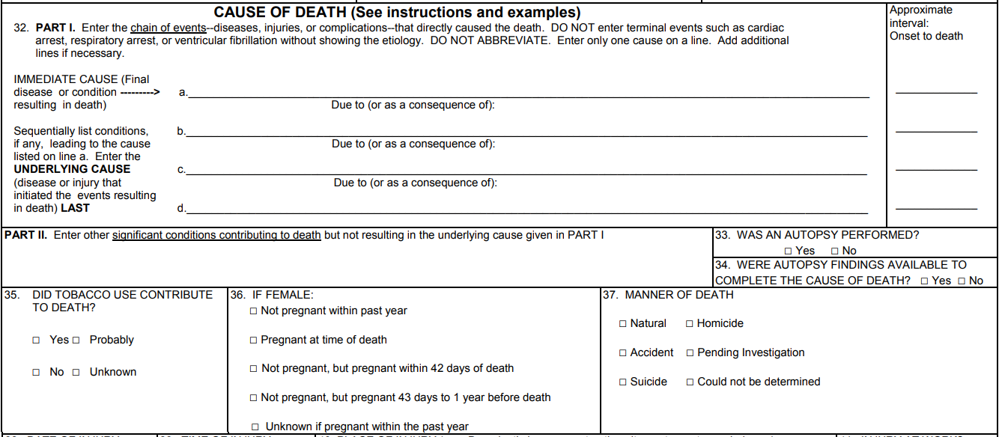 CAUSE OF DEATH (See instructions and examples)
32. PART I. Enter the chain of events--diseases, injuries, or complications--that directly caused the death. DO NOT enter terminal events such as cardiac
arrest, respiratory arrest, or ventricular fibrillation without showing the etiology. DO NOT ABBREVIATE. Enter only one cause on a line. Add additional
lines if necessary.
Approximate
interval:
Onset to death
IMMEDIATE CAUSE (Final
disease or condition --------->
resulting in death)
a.
Due to (or as a consequence of):
Sequentially list conditions,
if any, leading to the cause
listed on line a. Enter the
UNDERLYING CAUSE
(disease or injury that
initiated the events resulting
in death) LAST
b.
Due to (or as a consequence of):
c.
Due to (or as a consequence of):
d.
PART II. Enter other significant conditions contributing to death but not resulting in the underlying cause given in PART I
33. WAS AN AUTOPSY PERFORMED?
□ Yes □ No
34. WERE AUTOPSY FINDINGS AVAILABLE TO
COMPLETE THE CAUSE OF DEATH? □ Yes □ No
35. DID TOBACCO USE CONTRIBUTE
TO DEATH?
□ Yes □ Probably
□ No □ Unknown
36. IF FEMALE:
□ Not pregnant within past year
□ Pregnant at time of death
□ Not pregnant, but pregnant within 42 days of death
□ Not pregnant, but pregnant 43 days to 1 year before death
□ Unknown if pregnant within the past year
37. MANNER OF DEATH
□ Natural □ Homicide
□ Accident □ Pending Investigation
□ Suicide □ Could not be determined